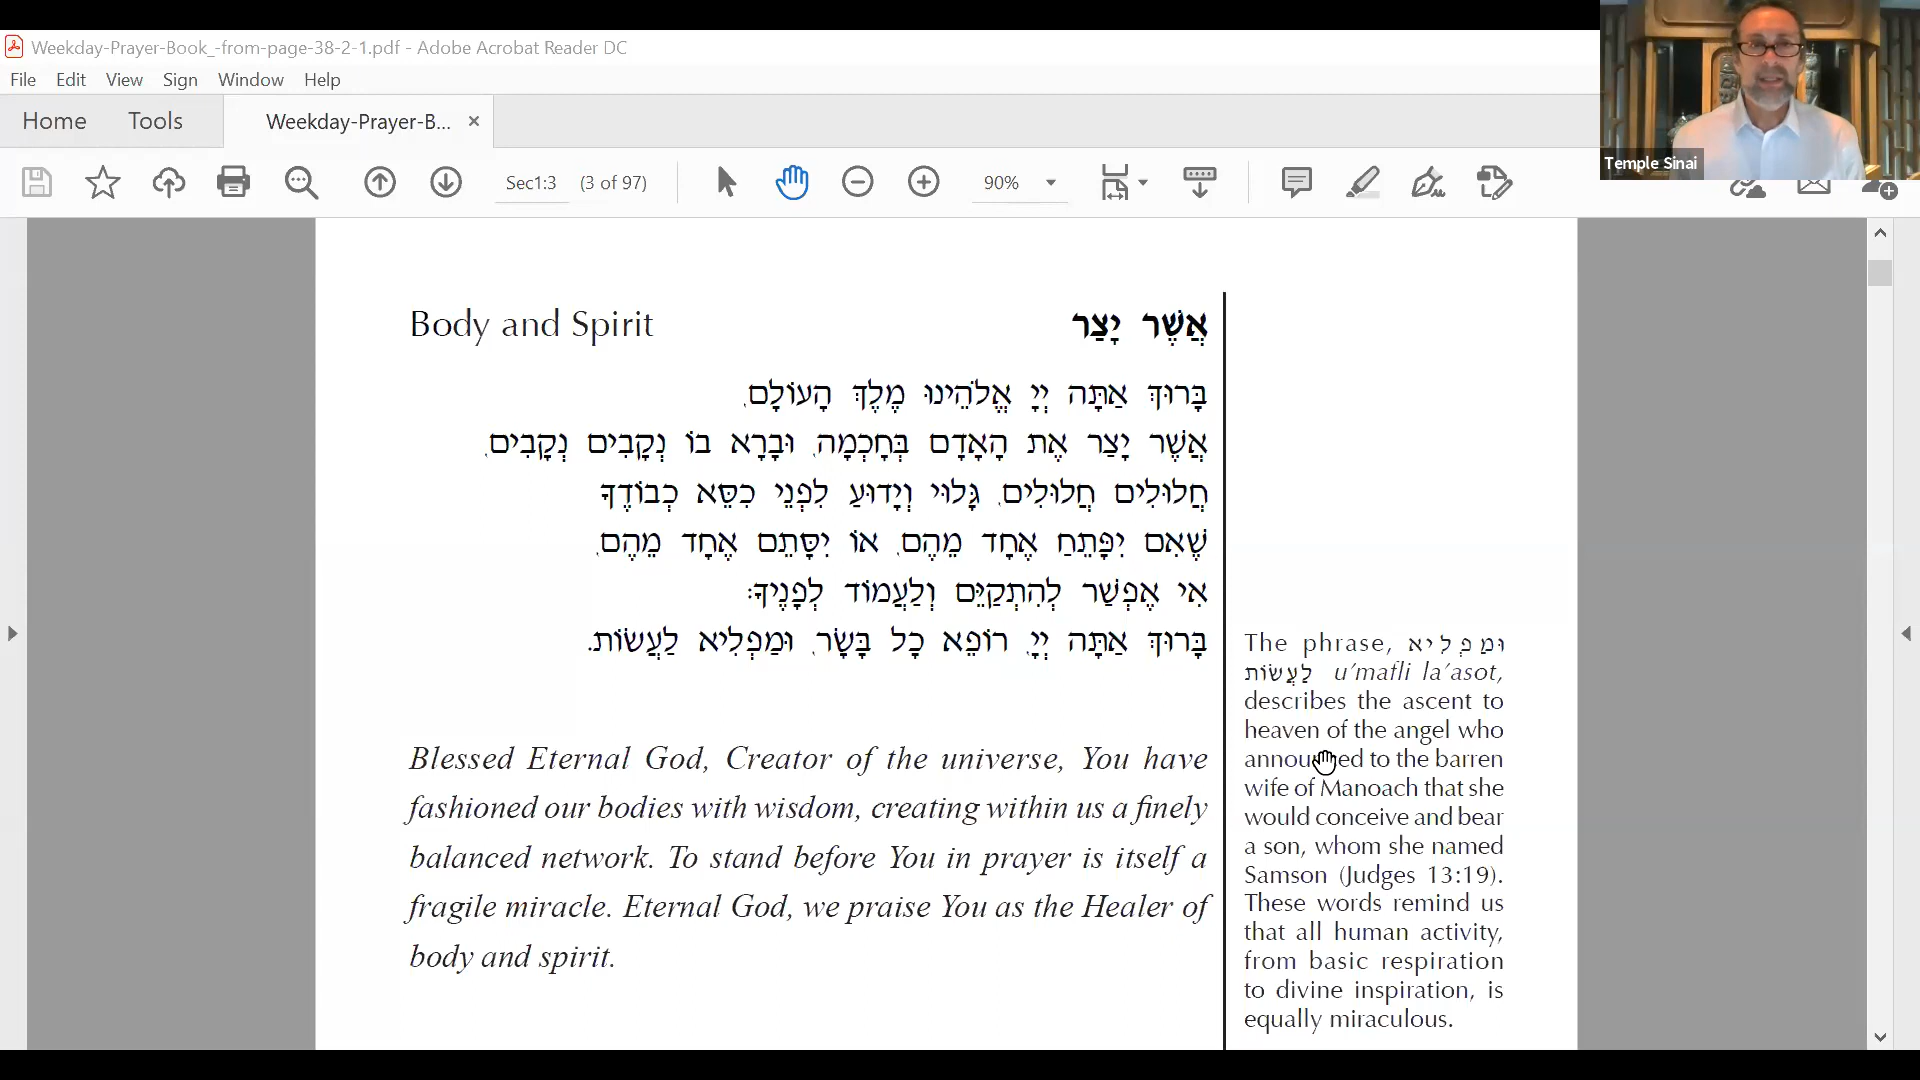 Weekday-Prayer-Book_-from-page-38-2-1.pdf - Adobe Acrobat Reader DC
File Edit View Sign Window Help
Home Tools Weekday-Prayer-B... ×
Sec1:3 (3 of 97) 90%
Temple Sinai
Body and Spirit אֲשֶׁר יָצַר
בָּרוּךְ אַתָּה יְיָ אֱלֹהֵינוּ מֶלֶךְ הָעוֹלָם,
אֲשֶׁר יָצַר אֶת הָאָדָם בְּחָכְמָה, וּבָרָא בוֹ נְקָבִים נְקָבִים,
חֲלוּלִים חֲלוּלִים, גָּלוּי וְיָדוּעַ לִפְנֵי כִסֵּא כְבוֹדֶךָ
שֶׁאִם יִפָּתֵחַ אֶחָד מֵהֶם, אוֹ יִסָּתֵם אֶחָד מֵהֶם,
אִי אֶפְשַׁר לְהִתְקַיֵּם וְלַעֲמוֹד לְפָנֶיךָ:
בָּרוּךְ אַתָּה יְיָ, רוֹפֵא כָל בָּשָׂר, וּמַפְלִיא לַעֲשׂוֹת.
Blessed Eternal God, Creator of the universe, You have
fashioned our bodies with wisdom, creating within us a finely
balanced network. To stand before You in prayer is itself a
fragile miracle. Eternal God, we praise You as the Healer of
body and spirit.
The phrase, וּמַפְלִיא
לַעֲשׂוֹת u’mafli la’asot,
describes the ascent to
heaven of the angel who
announced to the barren
wife of Manoach that she
would conceive and bear
a son, whom she named
Samson (Judges 13:19).
These words remind us
that all human activity,
from basic respiration
to divine inspiration, is
equally miraculous.